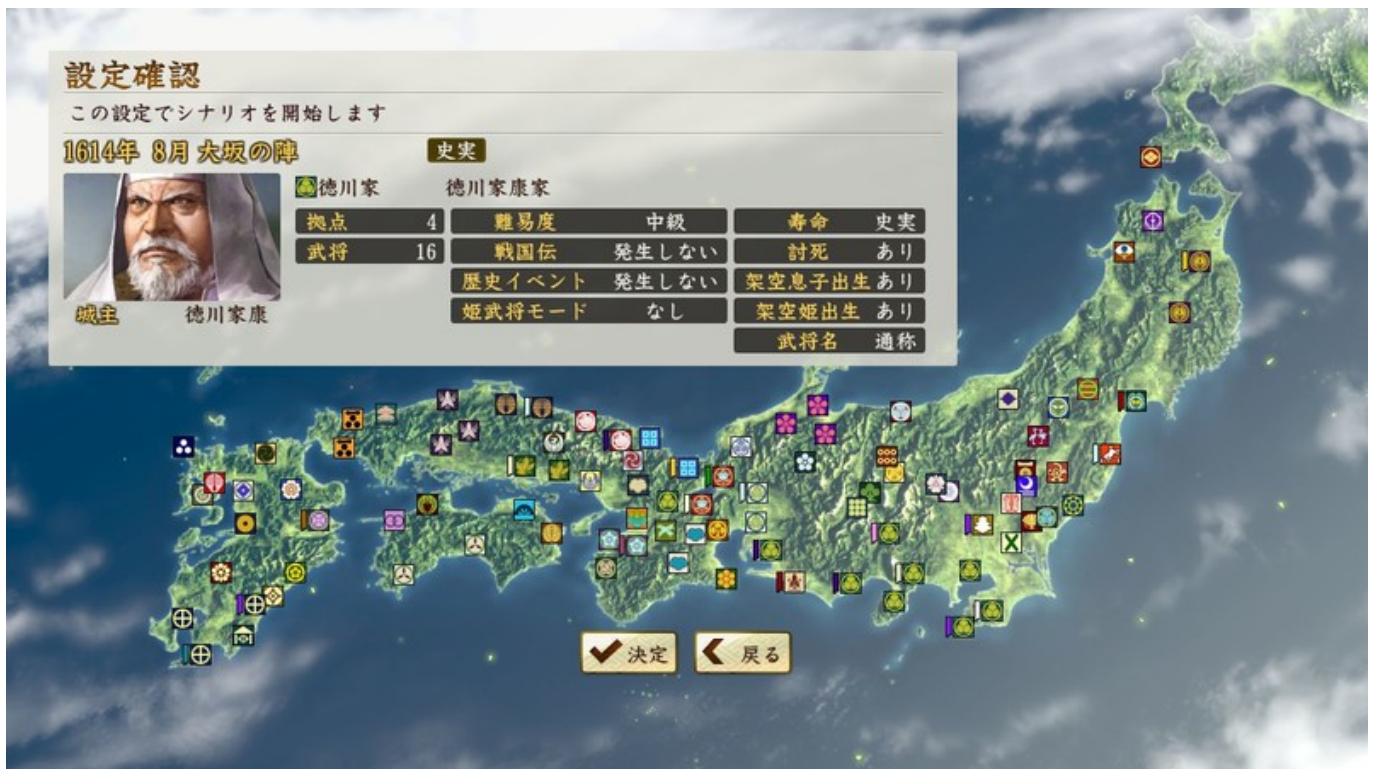 設定確認
この設定でシナリオを開始します
1614年 8月 大坂の陣 史実
徳川家 徳川家康家
拠点 4 難易度 中級 寿命 史実
武将 16 戦国伝 発生しない 討死 あり
歴史イベント 発生しない 架空息子出生 あり
姫武将モード なし 架空姫出生 あり
城主 徳川家康 武将名 通称
決定 戻る